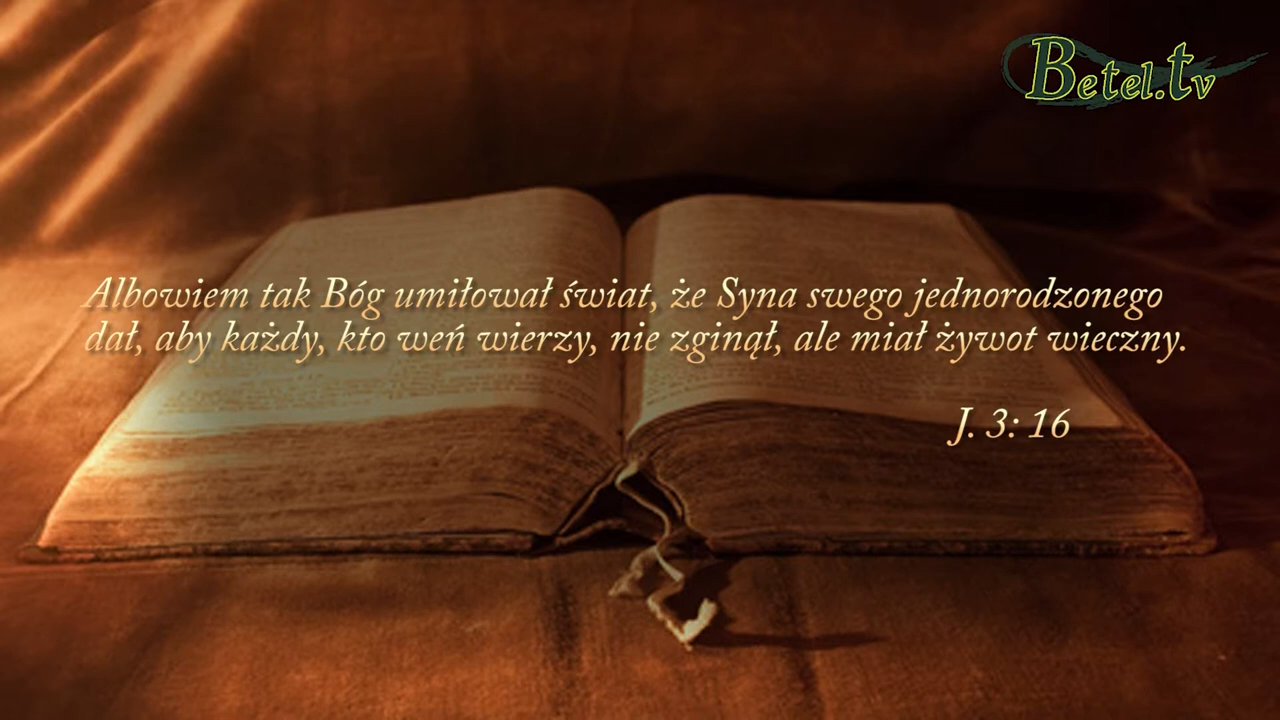 Betel.tv
Albowiem tak Bóg umiłował świat, że Syna swego jednorodzonego
dał, aby każdy, kto weń wierzy, nie zginął, ale miał żywot wieczny.
J. 3: 16